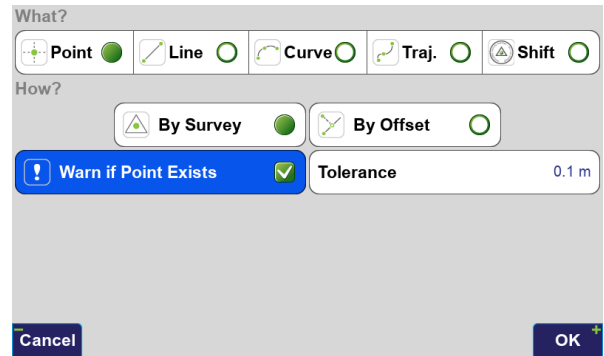 What?
Point Line Curve Traj. Shift
How?
By Survey By Offset
Warn if Point Exists Tolerance 0.1 m
Cancel OK